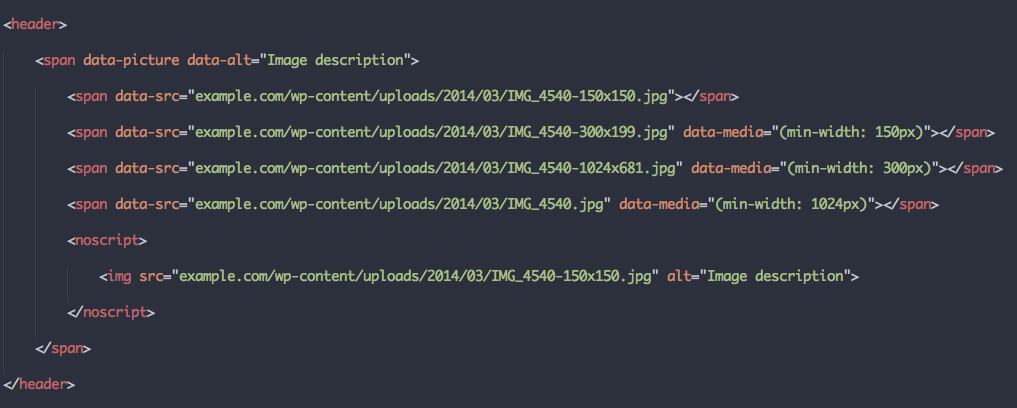 <header>
<span data-picture data-alt="Image description">
<span data-src="example.com/wp-content/uploads/2014/03/IMG_4540-150x150.jpg"></span>
<span data-src="example.com/wp-content/uploads/2014/03/IMG_4540-300x199.jpg" data-media="(min-width: 150px)"></span>
<span data-src="example.com/wp-content/uploads/2014/03/IMG_4540-1024x681.jpg" data-media="(min-width: 300px)"></span>
<span data-src="example.com/wp-content/uploads/2014/03/IMG_4540.jpg" data-media="(min-width: 1024px)"></span>
<noscript>
<img src="example.com/wp-content/uploads/2014/03/IMG_4540-150x150.jpg" alt="Image description">
</noscript>
</span>
</header>